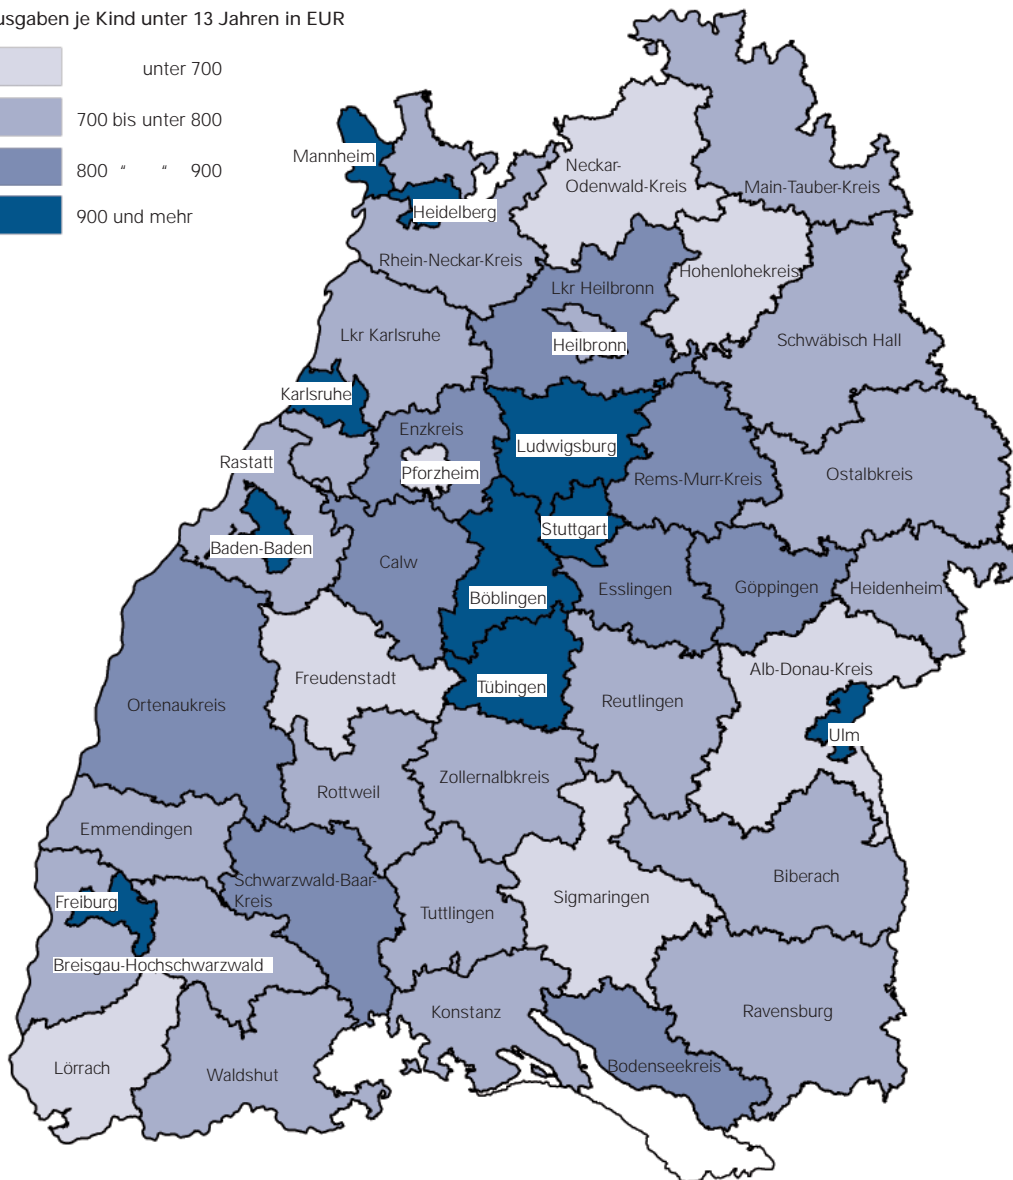 usgaben je Kind unter 13 Jahren in EUR
unter 700
700 bis unter 800
800 “ “ 900
900 und mehr
Mannheim
Neckar-
Odenwald-Kreis
Main-Tauber-Kreis
Heidelberg
Rhein-Neckar-Kreis
Hohenlohekreis
Lkr Heilbronn
Lkr Karlsruhe
Heilbronn
Schwäbisch Hall
Karlsruhe
Enzkreis
Ludwigsburg
Rastatt
Pforzheim
Rems-Murr-Kreis
Ostalbkreis
Stuttgart
Baden-Baden
Calw
Böblingen
Esslingen
Göppingen
Heidenheim
Freudenstadt
Tübingen
Alb-Donau-Kreis
Ortenaukreis
Reutlingen
Ulm
Zollernalbkreis
Rottweil
Emmendingen
Biberach
Schwarzwald-Baar-
Kreis
Freiburg
Sigmaringen
Tuttlingen
Breisgau-Hochschwarzwald
Konstanz
Ravensburg
Lörrach
Waldshut
Bodenseekreis